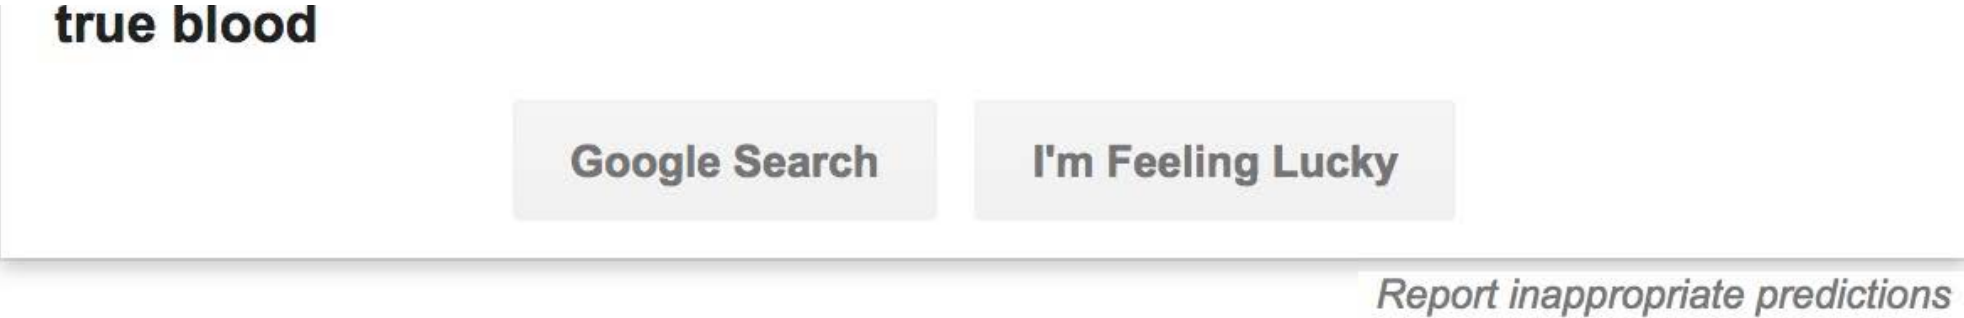 true blood
Google Search
I'm Feeling Lucky
Report inappropriate predictions